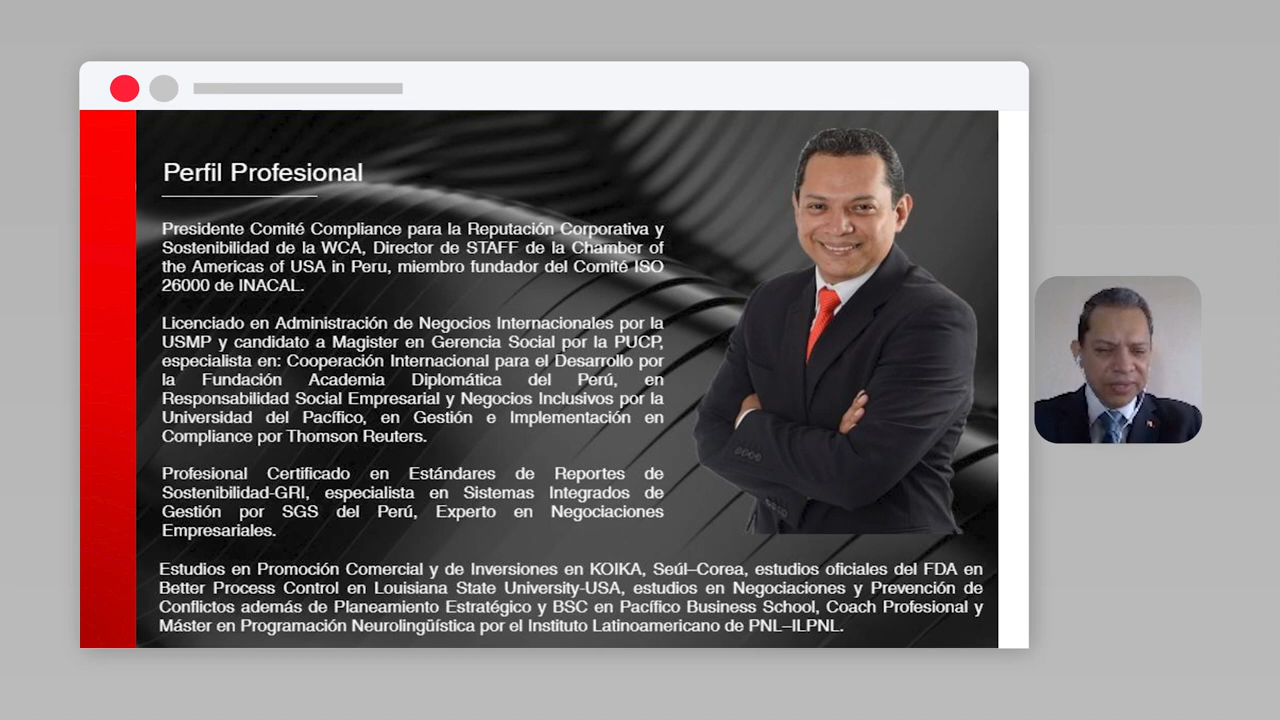 Perfil Profesional
Presidente Comité Compliance para la Reputación Corporativa y
Sostenibilidad de la WCA, Director de STAFF de la Chamber of
the Americas of USA in Peru, miembro fundador del Comité ISO
26000 de INACAL.
Licenciado en Administración de Negocios Internacionales por la
USMP y candidato a Magister en Gerencia Social por la PUCP,
especialista en: Cooperación Internacional para el Desarrollo por
la Fundación Academia Diplomática del Perú, en
Responsabilidad Social Empresarial y Negocios Inclusivos por la
Universidad del Pacífico, en Gestión e Implementación en
Compliance por Thomson Reuters.
Profesional Certificado en Estándares de Reportes de
Sostenibilidad-GRI, especialista en Sistemas Integrados de
Gestión por SGS del Perú, Experto en Negociaciones
Empresariales.
Estudios en Promoción Comercial y de Inversiones en KOIKA, Seúl–Corea, estudios oficiales del FDA en
Better Process Control en Louisiana State University-USA, estudios en Negociaciones y Prevención de
Conflictos además de Planeamiento Estratégico y BSC en Pacífico Business School, Coach Profesional y
Máster en Programación Neurolingüística por el Instituto Latinoamericano de PNL–ILPNL.